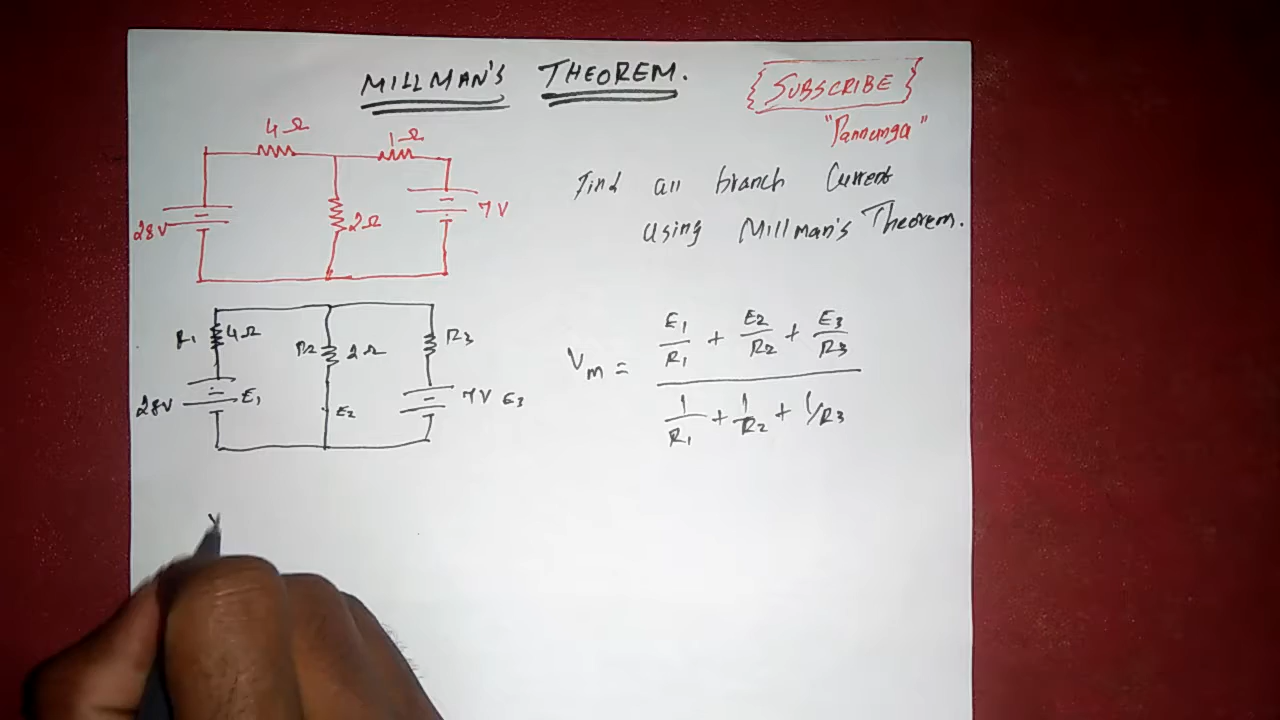 MILLMAN'S THEOREM.
{SUBSCRIBE}
"Pannunga"
4Ω
1Ω
28V
2Ω
7V
Find all branch Current
using Millman's Theorem.
R1 4Ω
R2 2Ω
R3
28V E1
E2
7V E3
Vm = (E1/R1 + E2/R2 + E3/R3) / (1/R1 + 1/R2 + 1/R3)